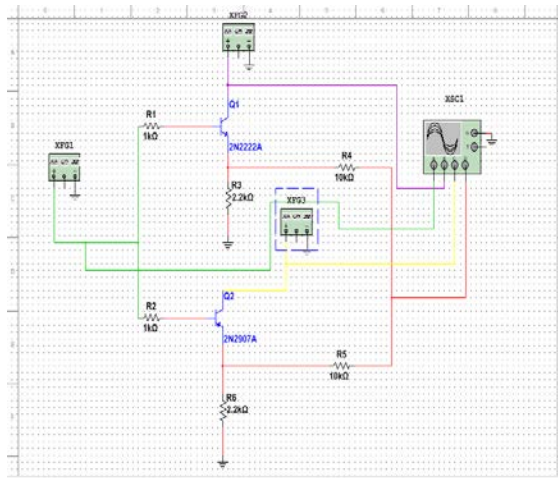 XFG2
XSC1
Q1
R1
1kΩ
2N2222A
XFG1
R4
10kΩ
R3
2.2kΩ
XFG3
Q2
R2
1kΩ
2N2907A
R5
10kΩ
R6
2.2kΩ